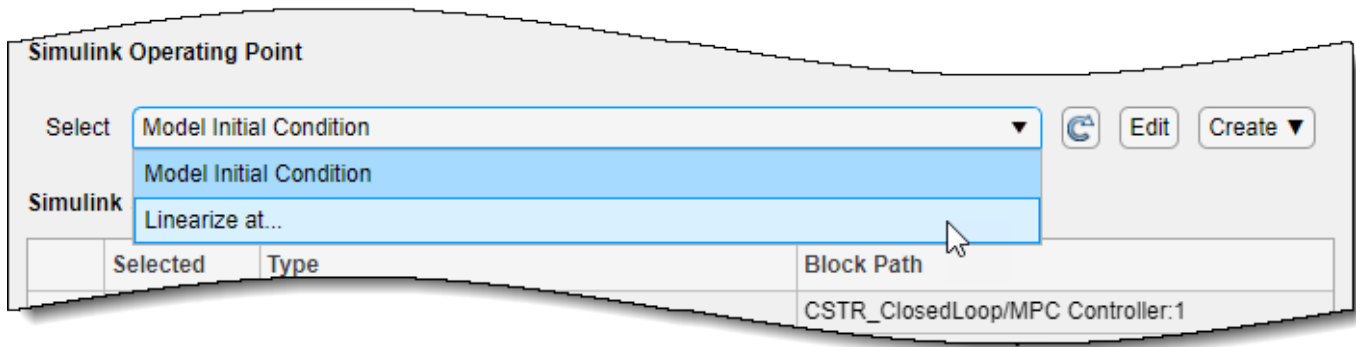 Simulink Operating Point
Select Model Initial Condition Edit Create
Model Initial Condition
Simulink
Linearize at...
Selected Type Block Path
CSTR_ClosedLoop/MPC Controller:1